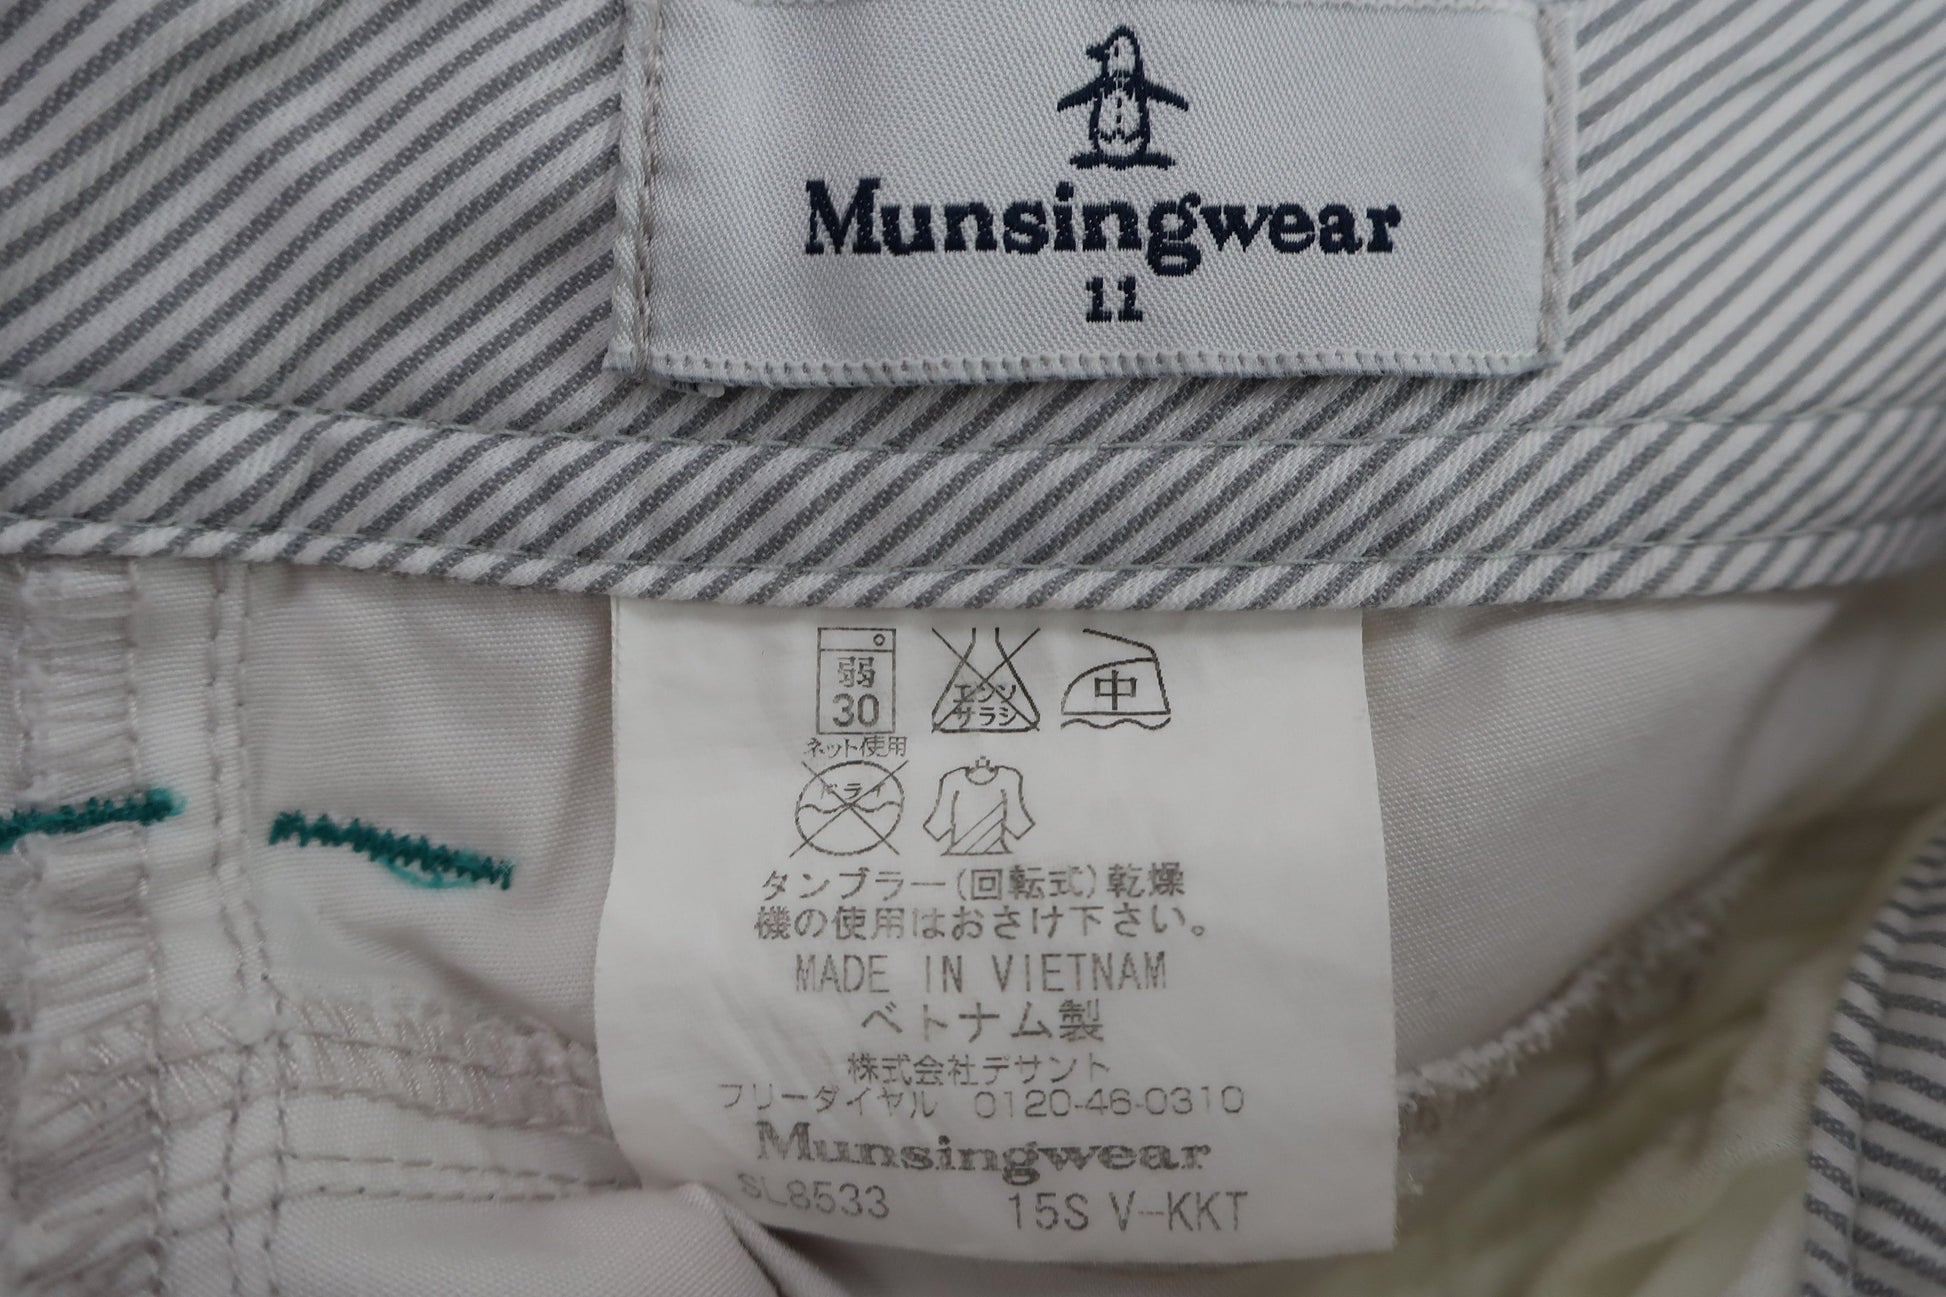 Munsingwear
11
弱
30
ネット使用
エンソ
サラシ
中
ドライ
タンブラー(回転式)乾燥
機の使用はおさけ下さい。
MADE IN VIETNAM
ベトナム製
株式会社デサント
フリーダイヤル 0120-46-0310
Munsingwear
SL8533 15S V-KKT